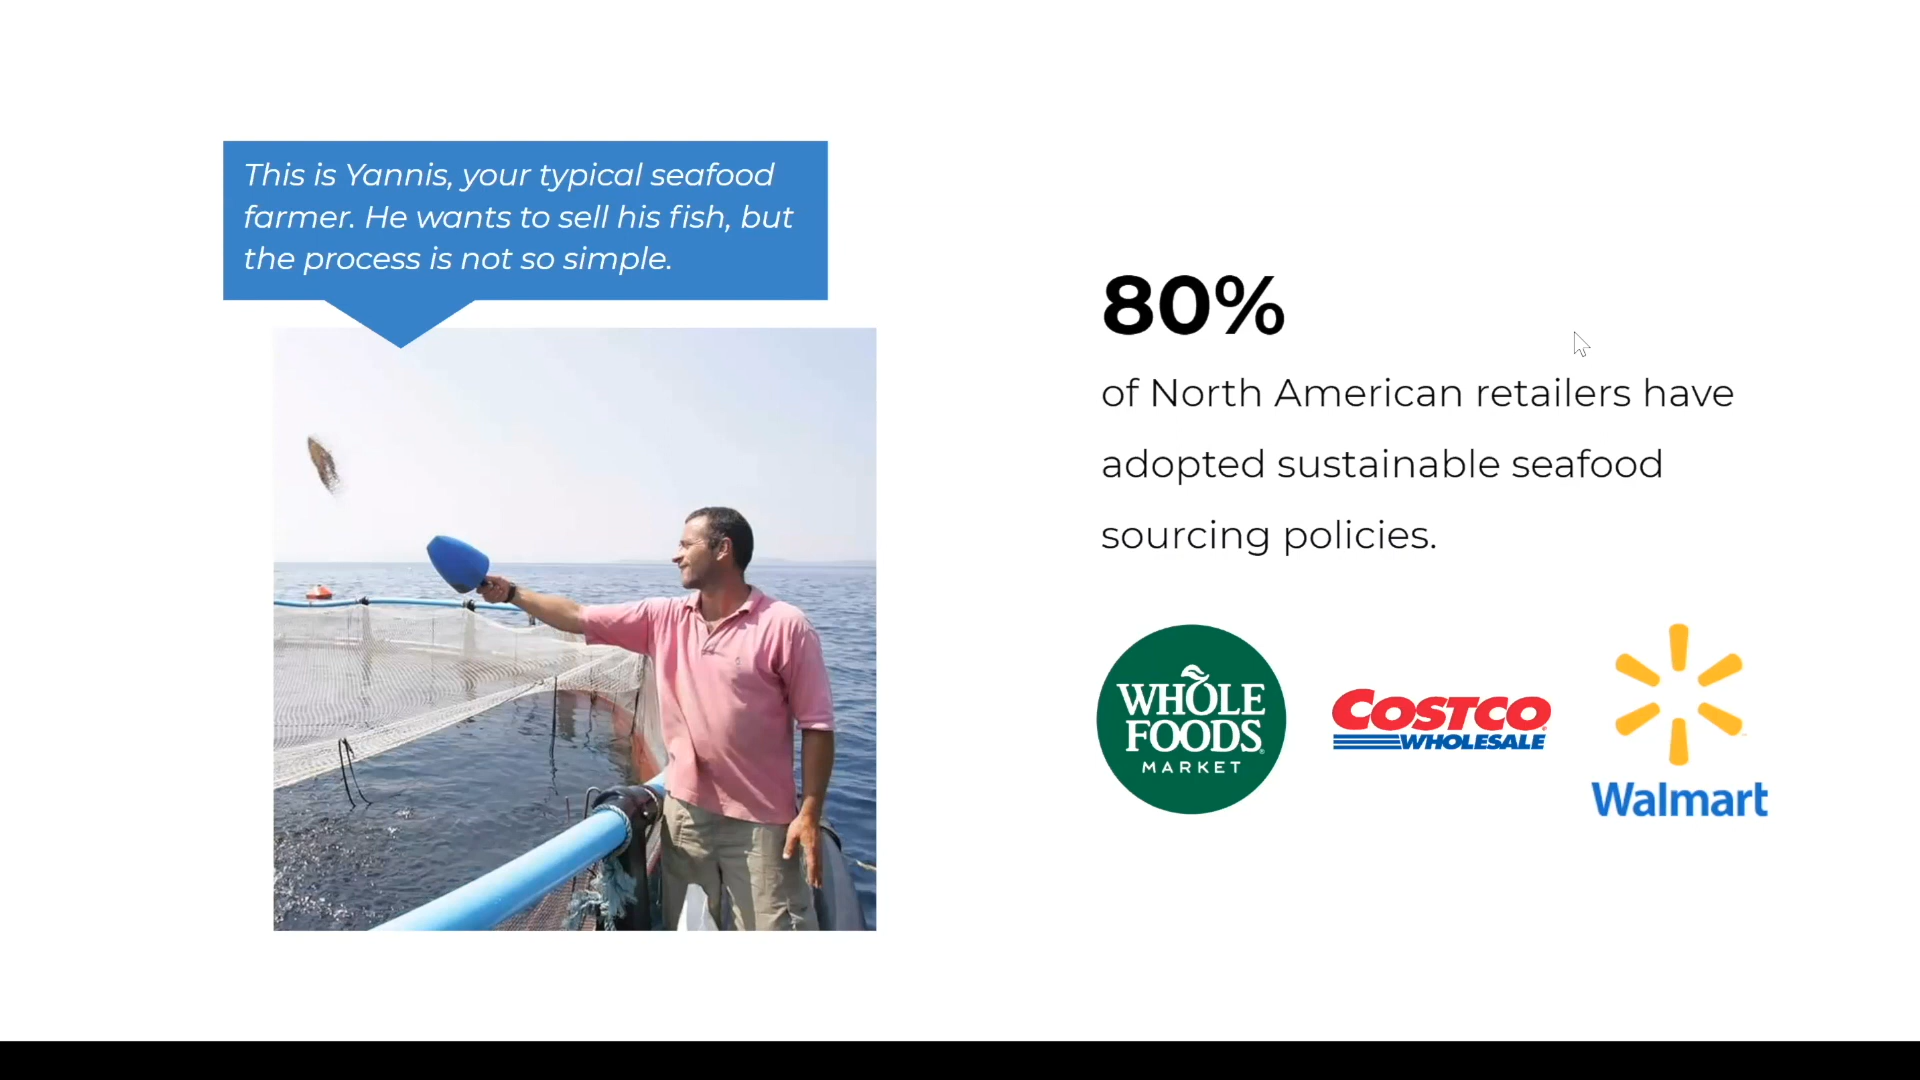 This is Yannis, your typical seafood
farmer. He wants to sell his fish, but
the process is not so simple.
80%
of North American retailers have
adopted sustainable seafood
sourcing policies.
WHOLE
FOODS
MARKET
COSTCO
WHOLESALE
Walmart